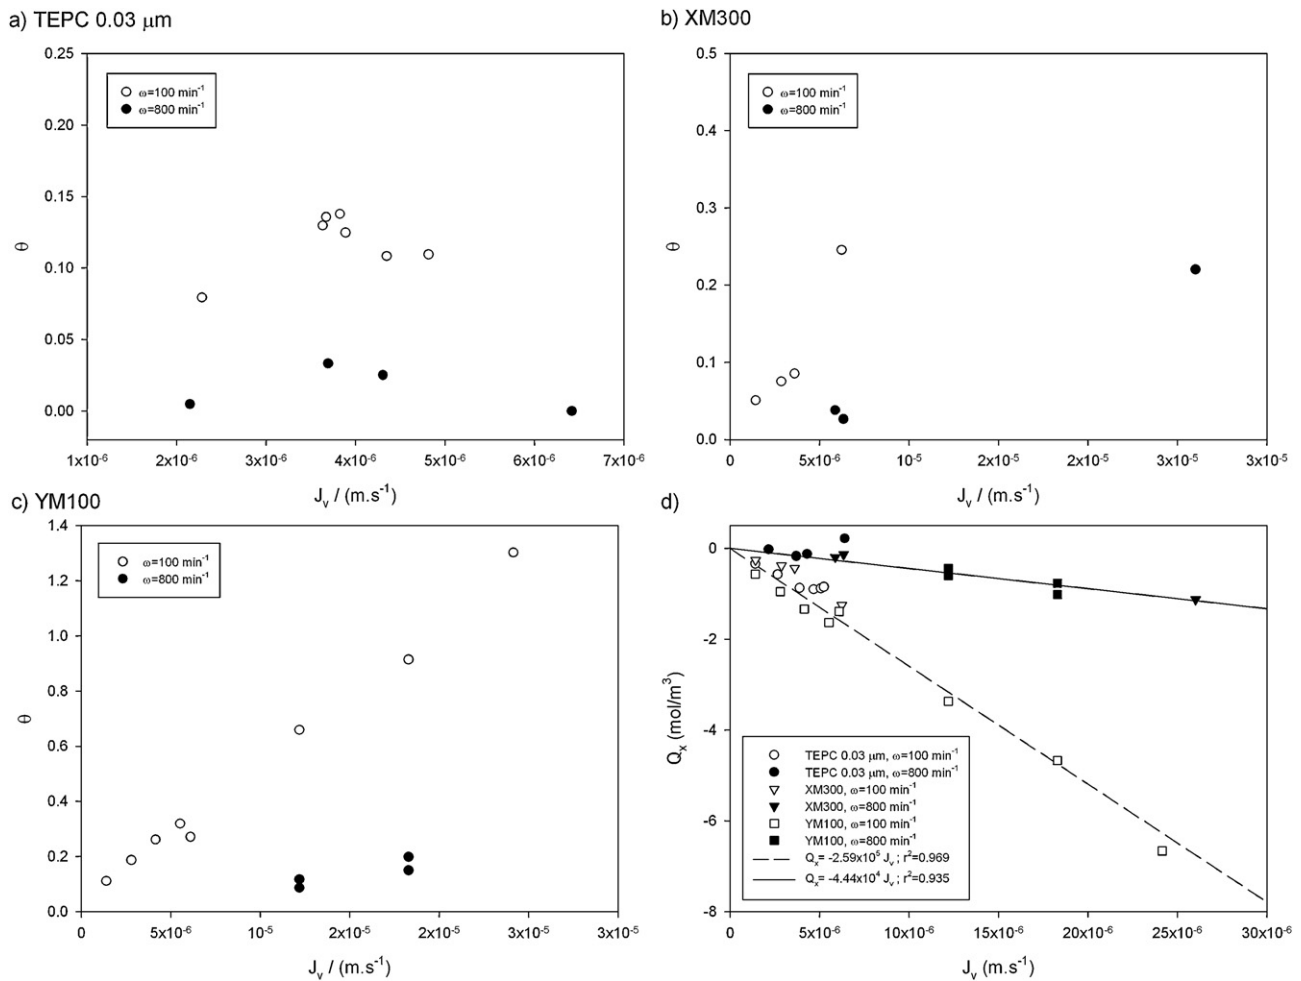 a) TEPC 0.03 μm
0.25
0.20
0.15
0.10
0.05
0.00
θ
ω=100 min-1
ω=800 min-1
1x10-6
2x10-6
3x10-6
4x10-6
5x10-6
6x10-6
7x10-6
Jv / (m.s-1)
b) XM300
0.5
0.4
0.3
0.2
0.1
0.0
θ
ω=100 min-1
ω=800 min-1
0
5x10-6
10-5
2x10-5
2x10-5
3x10-5
3x10-5
Jv / (m.s-1)
c) YM100
1.4
1.2
1.0
0.8
0.6
0.4
0.2
0.0
θ
ω=100 min-1
ω=800 min-1
0
5x10-6
10-5
2x10-5
2x10-5
3x10-5
3x10-5
Jv / (m.s-1)
d)
0
-2
-4
-6
-8
Qx (mol/m3)
TEPC 0.03 μm, ω=100 min-1
TEPC 0.03 μm, ω=800 min-1
XM300, ω=100 min-1
XM300, ω=800 min-1
YM100, ω=100 min-1
YM100, ω=800 min-1
Qx= -2.59x105 Jv ; r2=0.969
Qx= -4.44x104 Jv ; r2=0.935
0
5x10-6
10x10-6
15x10-6
20x10-6
25x10-6
30x10-6
Jv (m.s-1)